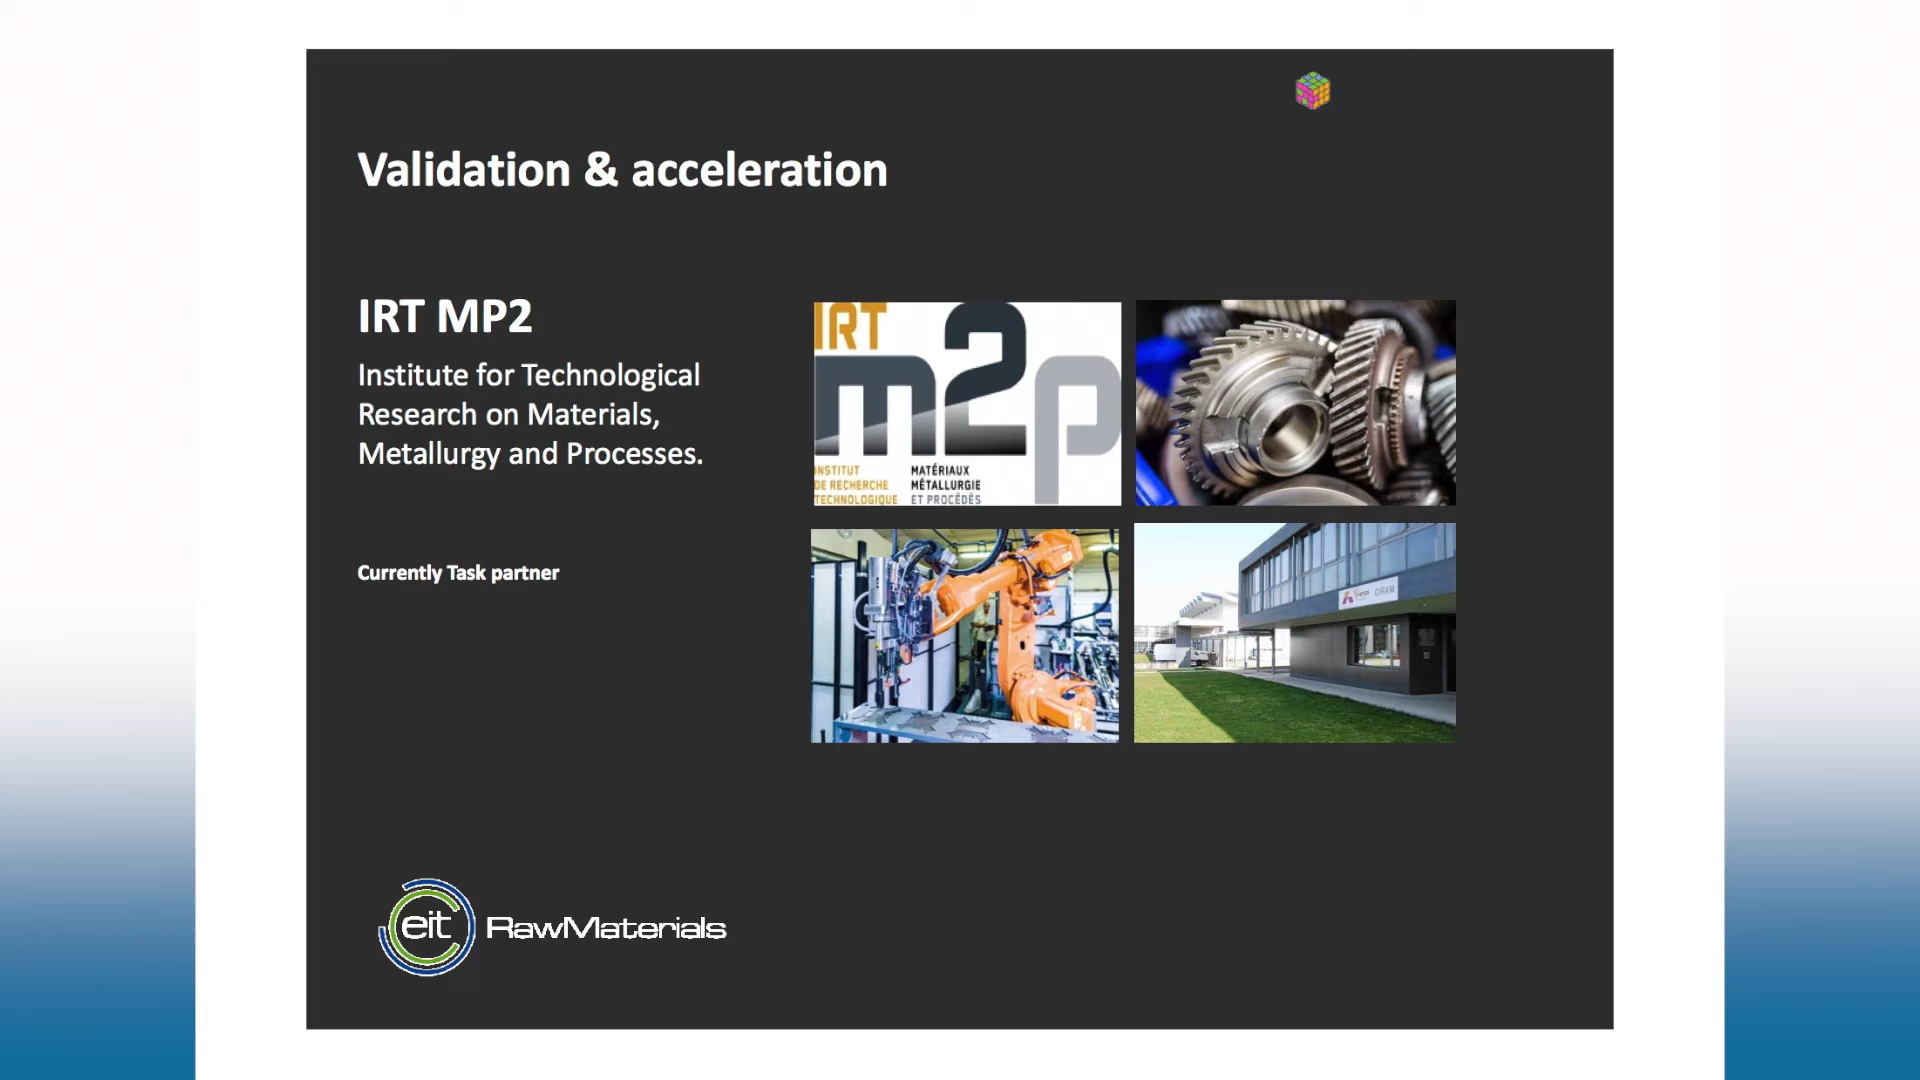 Validation & acceleration
IRT MP2
Institute for Technological
Research on Materials,
Metallurgy and Processes.
Currently Task partner
IRT
m2p
INSTITUT
DE RECHERCHE
TECHNOLOGIQUE
MATÉRIAUX
MÉTALLURGIE
ET PROCÉDÉS
CIRAM
eit RawMaterials